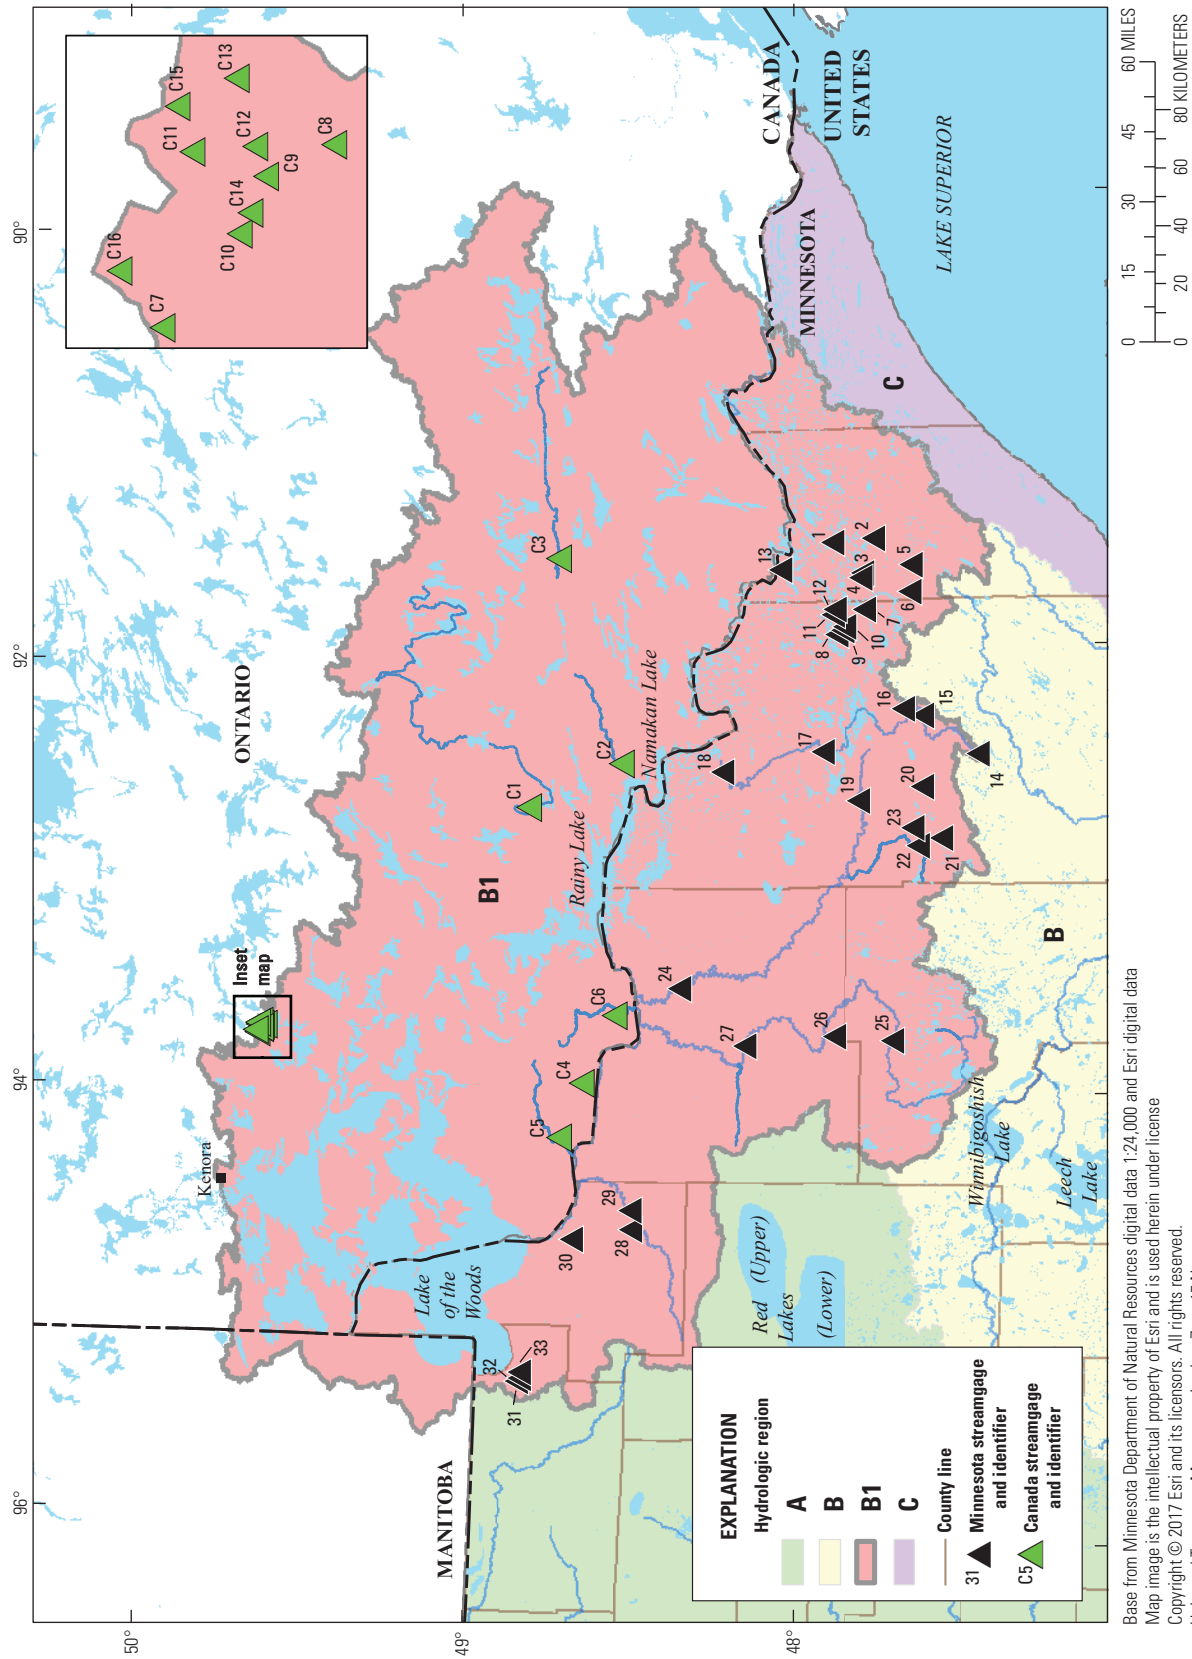 96°
94°
92°
90°
50°
49°
48°
MANITOBA
ONTARIO
Kenora
Inset
map
C7
C16
C10
C14
C11
C15
C9
C12
C13
C8
B1
Lake
of the
Woods
Rainy Lake
Namakan Lake
C1
C2
C3
C4
C5
C6
CANADA
UNITED
STATES
MINNESOTA
LAKE SUPERIOR
C
B
Red (Upper)
Lakes
(Lower)
Winnibigoshish
Lake
Leech
Lake
1
2
3
4
5
6
7
8
9
10
11
12
13
14
15
16
17
18
19
20
21
22
23
24
25
26
27
28
29
30
31
32
33
EXPLANATION
Hydrologic region
A
B
B1
C
County line
31 Minnesota streamgage
and identifier
C5 Canada streamgage
and identifier
0 15 30 45 60 MILES
0 20 40 60 80 KILOMETERS
Base from Minnesota Department of Natural Resources digital data 1:24,000 and Esri digital data
Map image is the intellectual property of Esri and is used herein under license
Copyright © 2017 Esri and its licensors. All rights reserved.